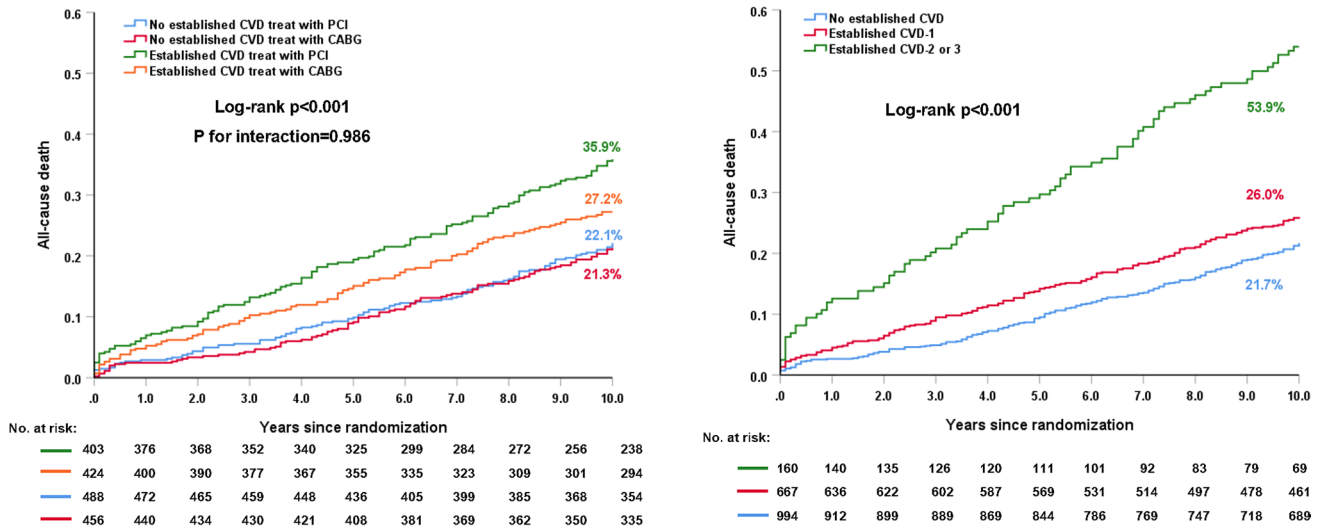 0.6
0.5
0.4
0.3
0.2
0.1
0.0
All-cause death
No established CVD treat with PCI
No established CVD treat with CABG
Established CVD treat with PCI
Established CVD treat with CABG
Log-rank p<0.001
P for interaction=0.986
35.9%
27.2%
22.1%
21.3%
.0 1.0 2.0 3.0 4.0 5.0 6.0 7.0 8.0 9.0 10.0
Years since randomization
No. at risk:
403 376 368 352 340 325 299 284 272 256 238
424 400 390 377 367 355 335 323 309 301 294
488 472 465 459 448 436 405 399 385 368 354
456 440 434 430 421 408 381 369 362 350 335
0.6
0.5
0.4
0.3
0.2
0.1
0.0
All-cause death
No established CVD
Established CVD-1
Established CVD-2 or 3
Log-rank p<0.001
53.9%
26.0%
21.7%
.0 1.0 2.0 3.0 4.0 5.0 6.0 7.0 8.0 9.0 10.0
Years since randomization
No. at risk:
160 140 135 126 120 111 101 92 83 79 69
667 636 622 602 587 569 531 514 497 478 461
994 912 899 889 869 844 786 769 747 718 689